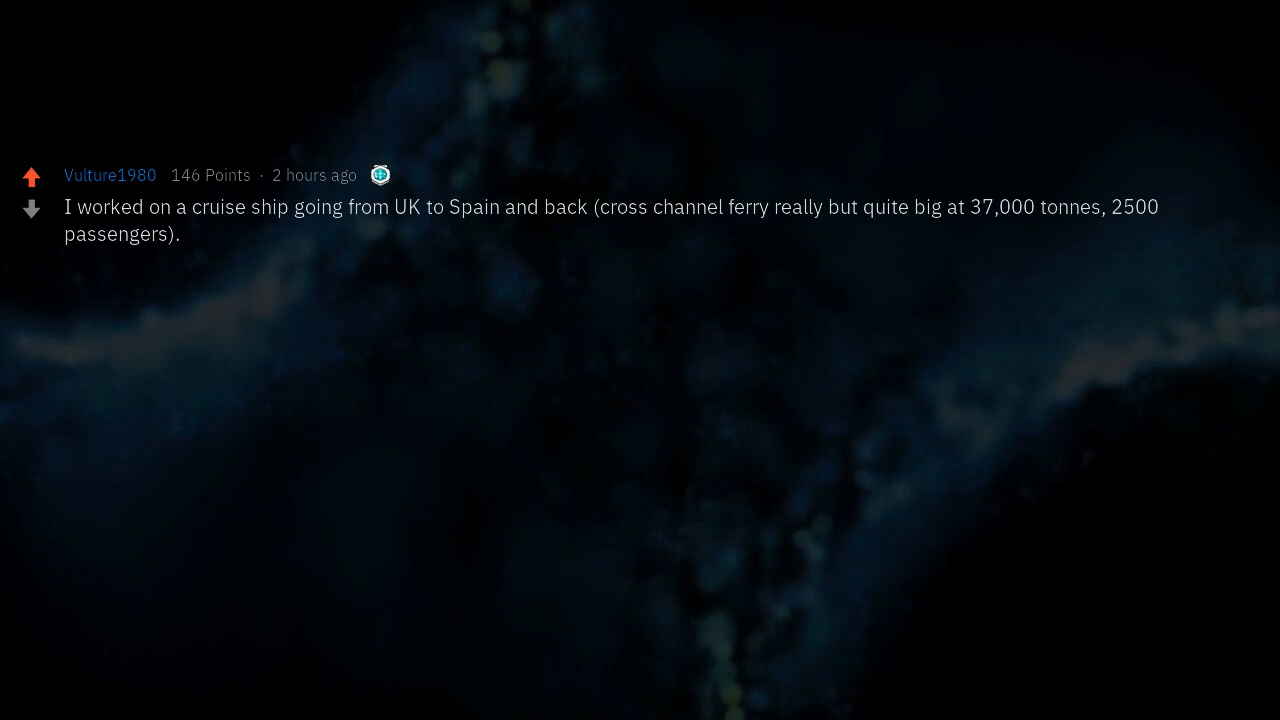 Vulture1980 146 Points · 2 hours ago
I worked on a cruise ship going from UK to Spain and back (cross channel ferry really but quite big at 37,000 tonnes, 2500
passengers).